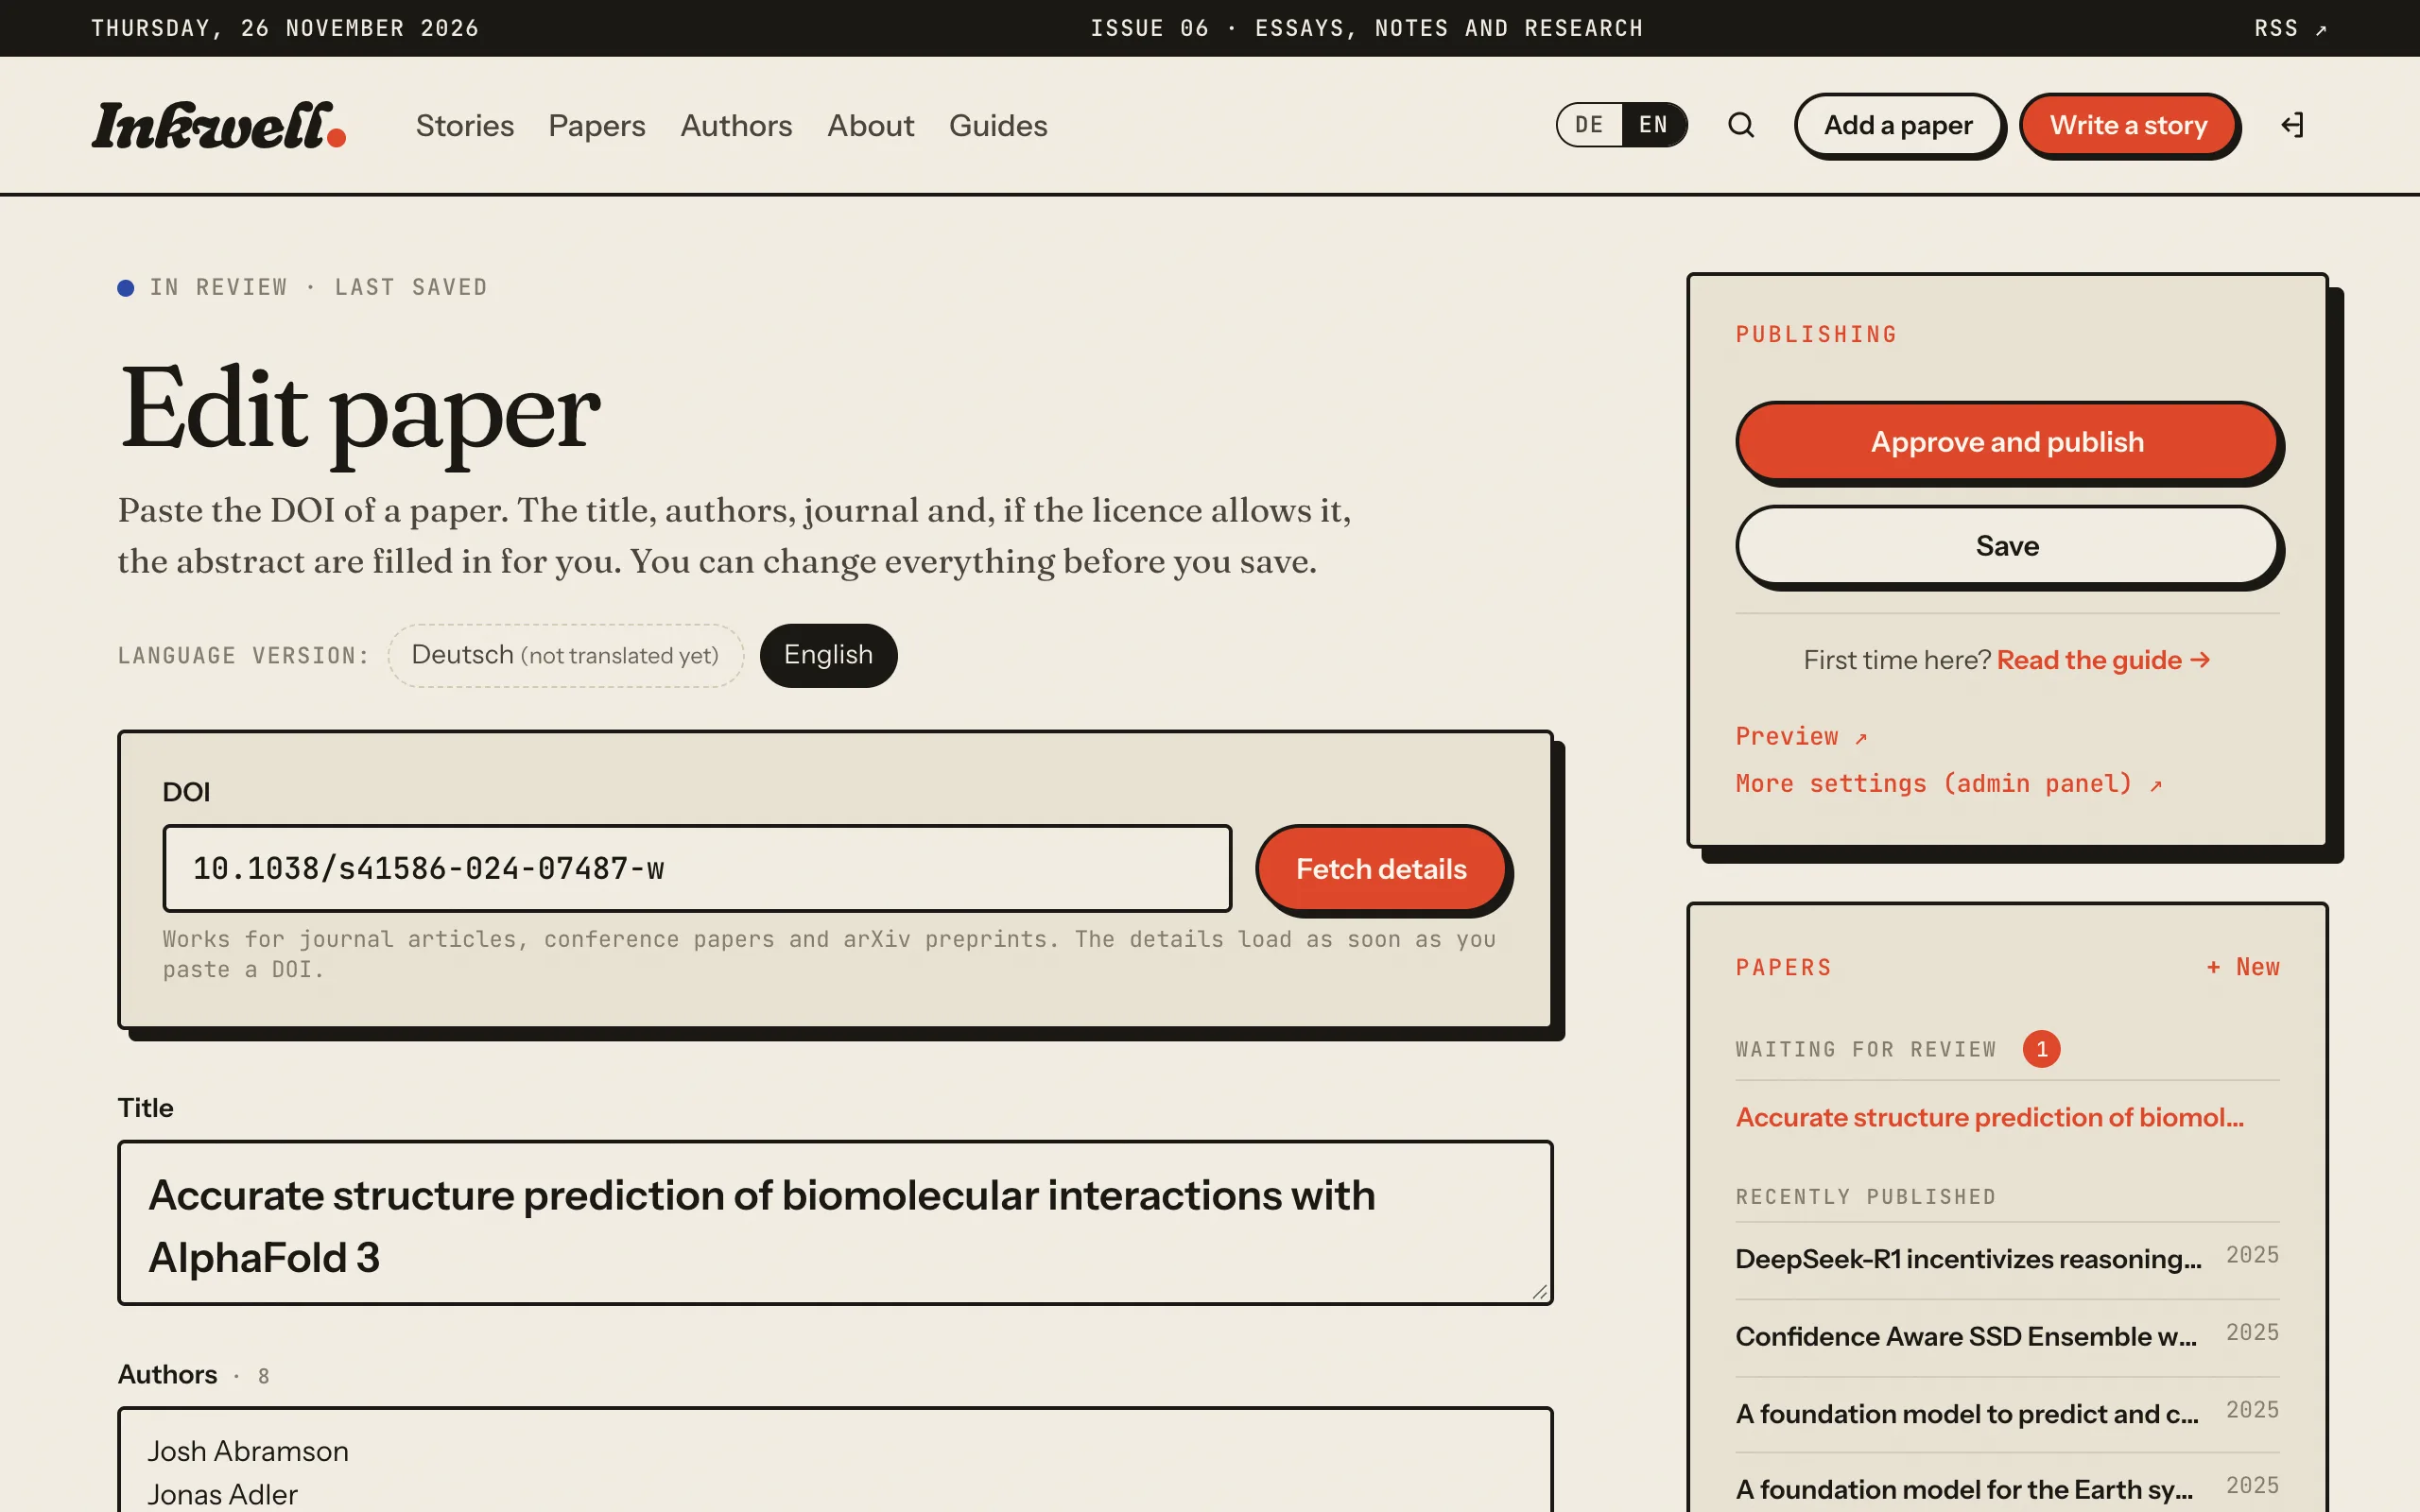 THURSDAY, 26 NOVEMBER 2026
ISSUE 06 · ESSAYS, NOTES AND RESEARCH
RSS ↗
Inkwell.
Stories
Papers
Authors
About
Guides
DE
EN
Add a paper
Write a story
IN REVIEW · LAST SAVED
Edit paper
Paste the DOI of a paper. The title, authors, journal and, if the licence allows it,
the abstract are filled in for you. You can change everything before you save.
LANGUAGE VERSION:
Deutsch (not translated yet)
English
DOI
10.1038/s41586-024-07487-w
Fetch details
Works for journal articles, conference papers and arXiv preprints. The details load as soon as you
paste a DOI.
Title
Accurate structure prediction of biomolecular interactions with
AlphaFold 3
Authors · 8
Josh Abramson
Jonas Adler
PUBLISHING
Approve and publish
Save
First time here? Read the guide →
Preview ↗
More settings (admin panel) ↗
PAPERS
+ New
WAITING FOR REVIEW 1
Accurate structure prediction of biomol...
RECENTLY PUBLISHED
DeepSeek-R1 incentivizes reasoning... 2025
Confidence Aware SSD Ensemble w... 2025
A foundation model to predict and c... 2025
A foundation model for the Earth sy... 2025